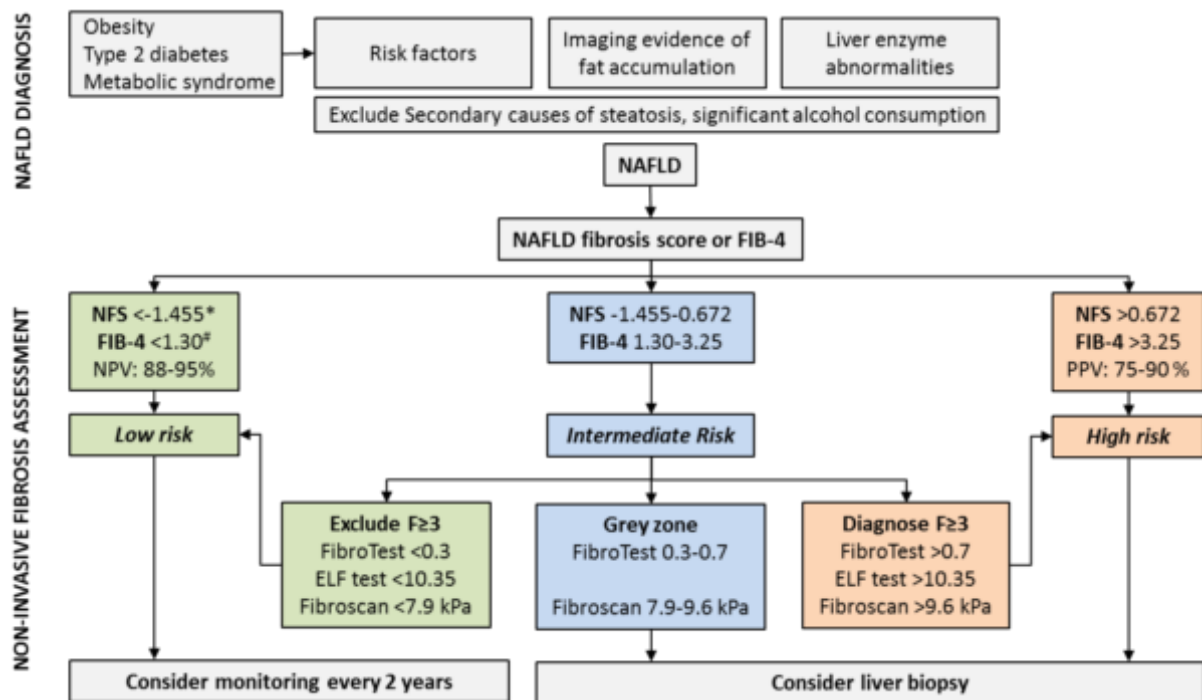 NAFLD DIAGNOSIS
Obesity
Type 2 diabetes
Metabolic syndrome
Risk factors
Imaging evidence of
fat accumulation
Liver enzyme
abnormalities
Exclude Secondary causes of steatosis, significant alcohol consumption
NAFLD
NAFLD fibrosis score or FIB-4
NON-INVASIVE FIBROSIS ASSESSMENT
NFS <-1.455*
FIB-4 <1.30#
NPV: 88-95%
NFS -1.455-0.672
FIB-4 1.30-3.25
NFS >0.672
FIB-4 >3.25
PPV: 75-90 %
Low risk
Intermediate Risk
High risk
Exclude F≥3
FibroTest <0.3
ELF test <10.35
Fibroscan <7.9 kPa
Grey zone
FibroTest 0.3-0.7
Fibroscan 7.9-9.6 kPa
Diagnose F≥3
FibroTest >0.7
ELF test >10.35
Fibroscan >9.6 kPa
Consider monitoring every 2 years
Consider liver biopsy